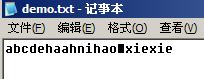 demo.txt - 记事本
文件(F) 编辑(E) 格式(O) 查看(V)
abcdehaahnihao■xiexie